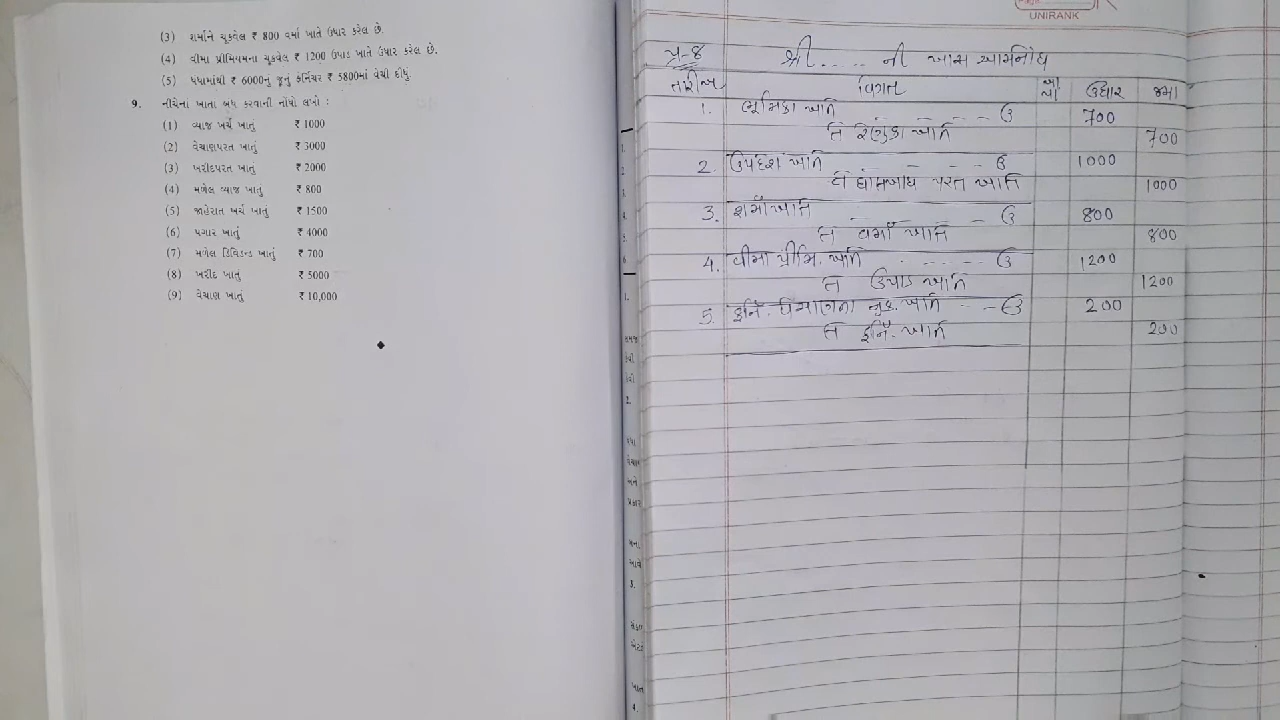 (3) શર્માને ચૂકવેલ ₹ 800 વર્મા ખાતે ઉધાર કરેલ છે.
(4) વીમા પ્રીમિયમના ચૂકવેલ ₹ 1200 ઉપાડ ખાતે ઉધાર કરેલ છે.
(5) ધંધામાંથી ₹ 6000નું જૂનું ફર્નિચર ₹ 5800માં વેચી દીધું.
9. નીચેનાં ખાતા બંધ કરવાની નોંધો લખો :
(1) વ્યાજ ખર્ચ ખાતું ₹ 1000
(2) વેચાણપરત ખાતું ₹ 3000
(3) ખરીદપરત ખાતું ₹ 2000
(4) મળેલ વ્યાજ ખાતું ₹ 800
(5) જાહેરાત ખર્ચ ખાતું ₹ 1500
(6) પગાર ખાતું ₹ 4000
(7) મળેલ ડિવિડન્ડ ખાતું ₹ 700
(8) ખરીદ ખાતું ₹ 5000
(9) વેચાણ ખાતું ₹ 10,000
UNIRANK
પ્ર-૪ શ્રી..... ની ખાસ આમનોંધ
તારીખ વિગત ખા પા ઉધાર જમા
1. ભૂમિકા ખાતે ---- ઉ 700
તે રેણુકા ખાતે 700
2. ઉપદેશ ખાતે ---- ઉ 1000
તે ઘાલખાધ પરત ખાતે 1000
3. શર્મા ખાતે ---- ઉ 800
તે વર્મા ખાતે 800
4. વીમા પ્રીમિ. ખાતે ---- ઉ 1200
તે ઉપાડ ખાતે 1200
5. ફર્નિ. વેચાણના નુક. ખાતે -- ઉ 200
તે ફર્નિ. ખાતે 200